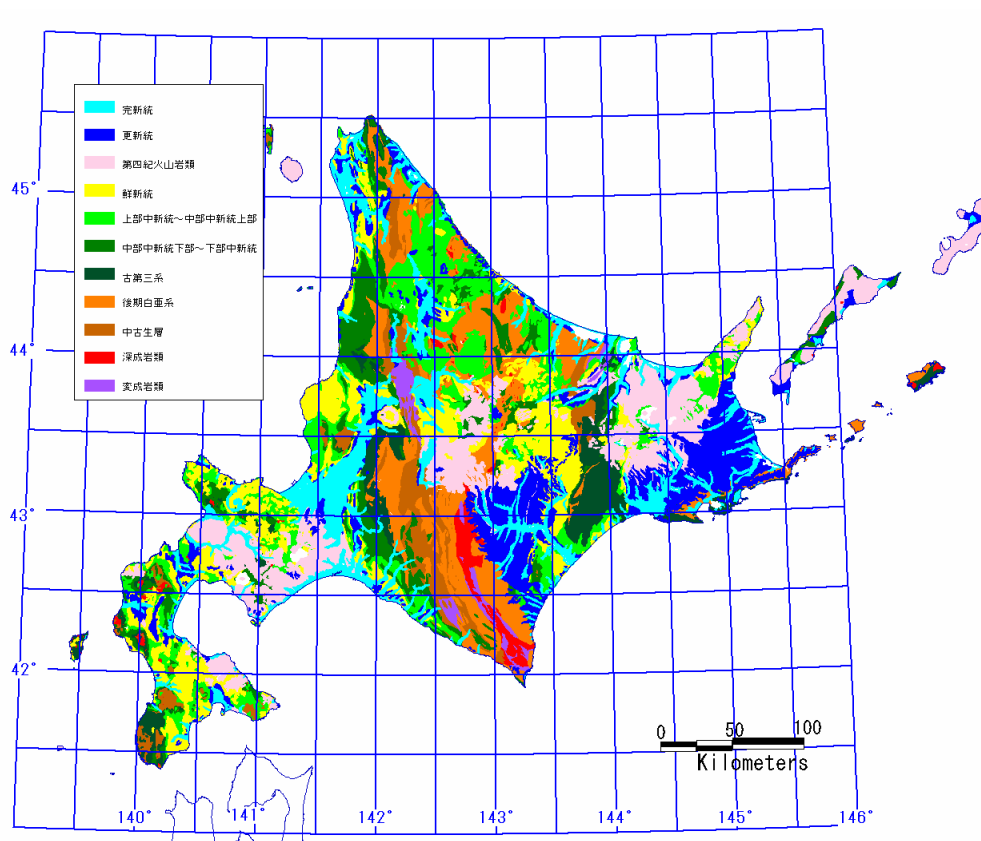 完新統
更新統
第四紀火山岩類
鮮新統
上部中新統～中部中新統上部
中部中新統下部～下部中新統
古第三系
後期白亜系
中古生層
深成岩類
変成岩類
45°
44°
43°
42°
0 50 100
Kilometers
140° 141° 142° 143° 144° 145° 146°